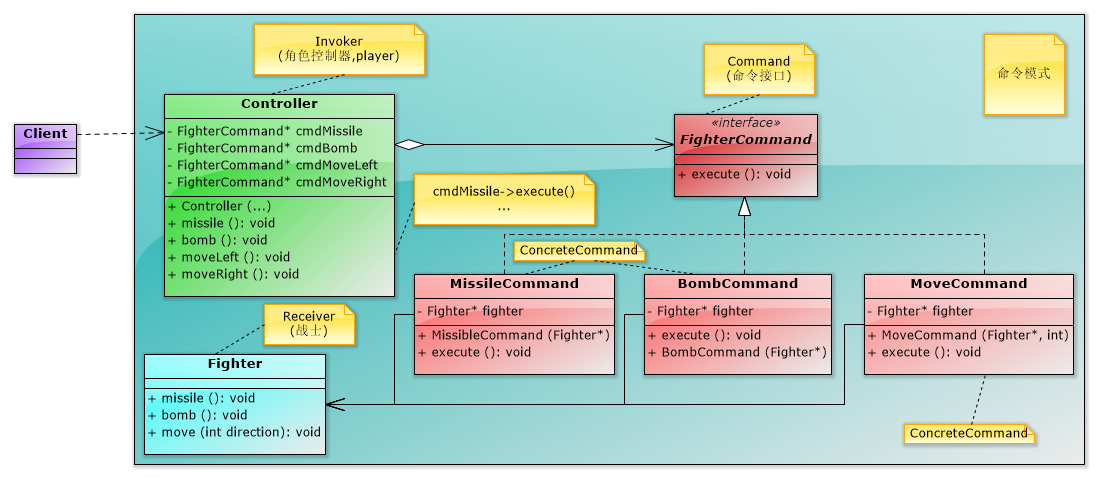 Invoker
(角色控制器,player)
Command
(命令接口)
命令模式
Client
Controller
- FighterCommand* cmdMissile
- FighterCommand* cmdBomb
- FighterCommand* cmdMoveLeft
- FighterCommand* cmdMoveRight
+ Controller (...)
+ missile (): void
+ bomb (): void
+ moveLeft (): void
+ moveRight (): void
«interface»
FighterCommand
+ execute (): void
cmdMissile->execute()
...
ConcreteCommand
MissileCommand
- Fighter* fighter
+ MissibleCommand (Fighter*)
+ execute (): void
BombCommand
- Fighter* fighter
+ execute (): void
+ BombCommand (Fighter*)
MoveCommand
- Fighter* fighter
+ MoveCommand (Fighter*, int)
+ execute (): void
Receiver
(战士)
Fighter
+ missile (): void
+ bomb (): void
+ move (int direction): void
ConcreteCommand